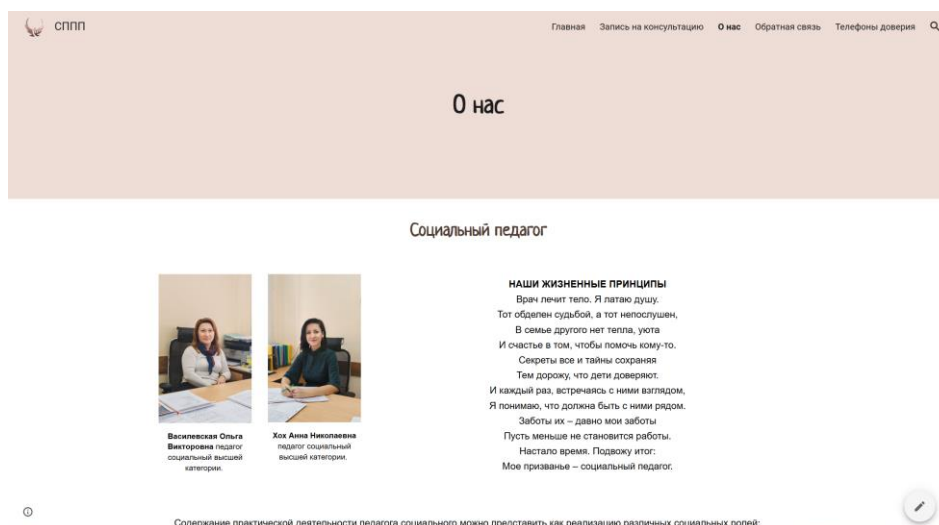 СППП
Главная Запись на консультацию О нас Обратная связь Телефоны доверия
О нас
Социальный педагог
Василевская Ольга
Викторовна педагог
социальный высшей
категории.
Хох Анна Николаевна
педагог социальный
высшей категории.
НАШИ ЖИЗНЕННЫЕ ПРИНЦИПЫ
Врач лечит тело. Я латаю душу.
Тот обделен судьбой, а тот непослушен,
В семье другого нет тепла, уюта
И счастье в том, чтобы помочь кому-то.
Секреты все и тайны сохраняя
Тем дорожу, что дети доверяют.
И каждый раз, встречаясь с ними взглядом,
Я понимаю, что должна быть с ними рядом.
Заботы их – давно мои заботы
Пусть меньше не становится работы.
Настало время. Подвожу итог:
Мое призванье – социальный педагог.
Содержание практической деятельности педагога социального можно представить как реализацию различных социальных ролей: